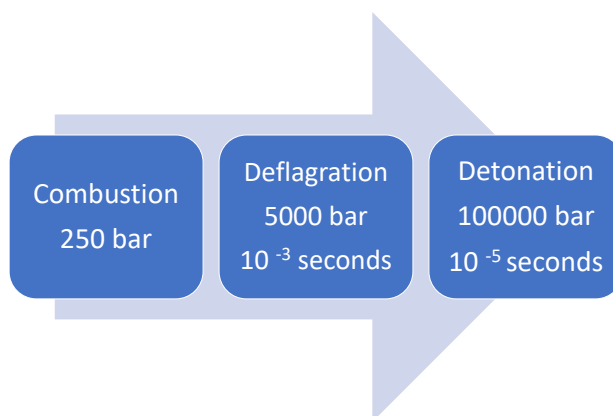 Combustion
250 bar
Deflagration
5000 bar
10 -3 seconds
Detonation
100000 bar
10 -5 seconds